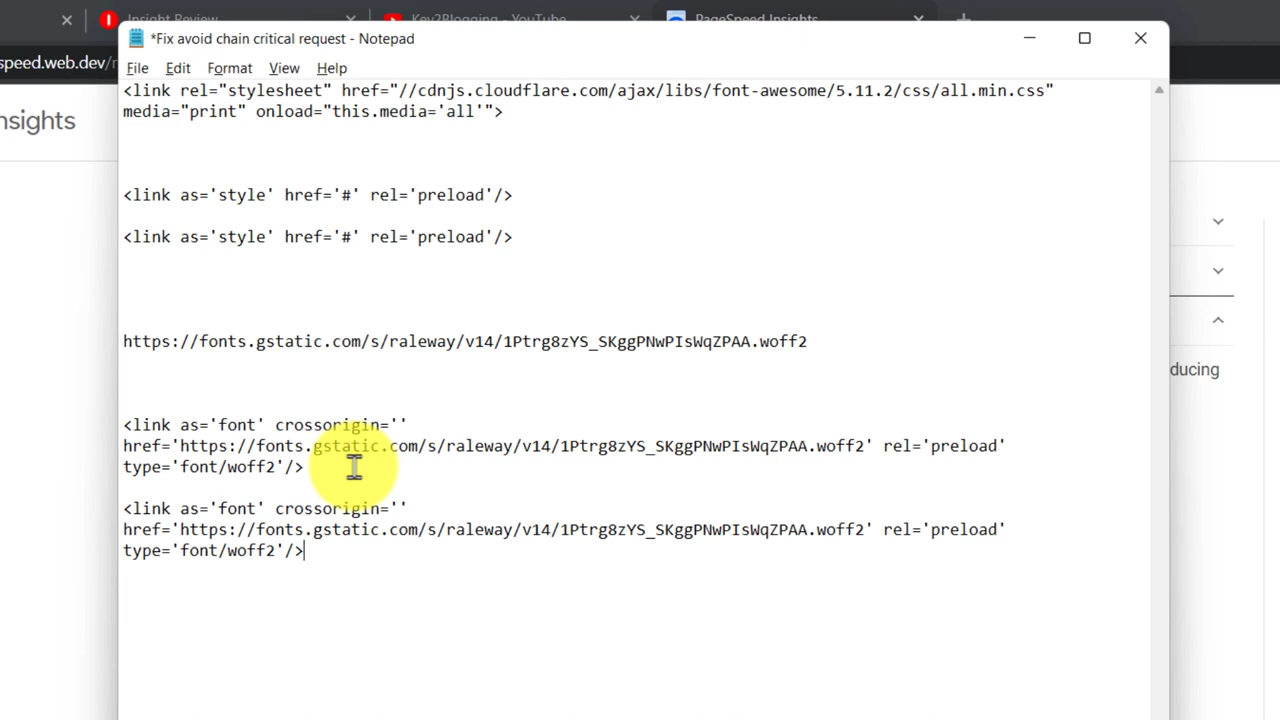 Insight Review
Key2Blogging - YouTube
PageSpeed Insights
*Fix avoid chain critical request - Notepad
speed.web.dev/r
File Edit Format View Help
<link rel="stylesheet" href="//cdnjs.cloudflare.com/ajax/libs/font-awesome/5.11.2/css/all.min.css"
media="print" onload="this.media='all'">
nsights
<link as='style' href='#' rel='preload'/>
<link as='style' href='#' rel='preload'/>
https://fonts.gstatic.com/s/raleway/v14/1Ptrg8zYS_SKggPNwPIsWqZPAA.woff2
ducing
<link as='font' crossorigin=''
href='https://fonts.gstatic.com/s/raleway/v14/1Ptrg8zYS_SKggPNwPIsWqZPAA.woff2' rel='preload'
type='font/woff2'/>
<link as='font' crossorigin=''
href='https://fonts.gstatic.com/s/raleway/v14/1Ptrg8zYS_SKggPNwPIsWqZPAA.woff2' rel='preload'
type='font/woff2'/>